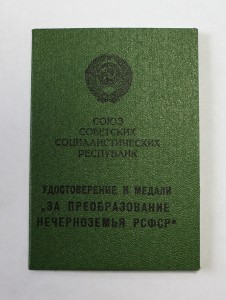 СОЮЗ
СОВЕТСКИХ
СОЦИАЛИСТИЧЕСКИХ
РЕСПУБЛИК
УДОСТОВЕРЕНИЕ К МЕДАЛИ
„ЗА ПРЕОБРАЗОВАНИЕ
НЕЧЕРНОЗЕМЬЯ РСФСР"